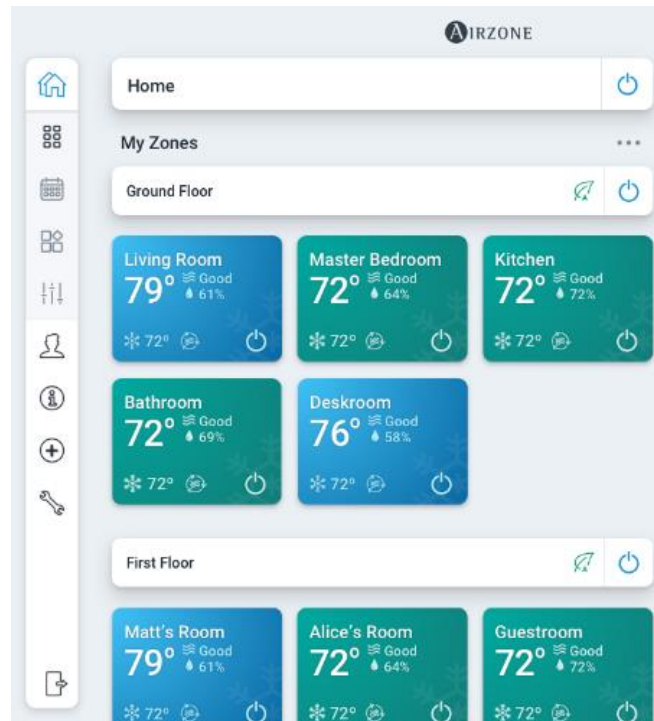 AIRZONE
Home
My Zones
Ground Floor
Living Room
79° Good
61%
72°
Master Bedroom
72° Good
64%
72°
Kitchen
72° Good
72%
72°
Bathroom
72° Good
69%
72°
Deskroom
76° Good
58%
72°
First Floor
Matt's Room
79° Good
61%
72°
Alice's Room
72° Good
64%
72°
Guestroom
72° Good
72%
72°